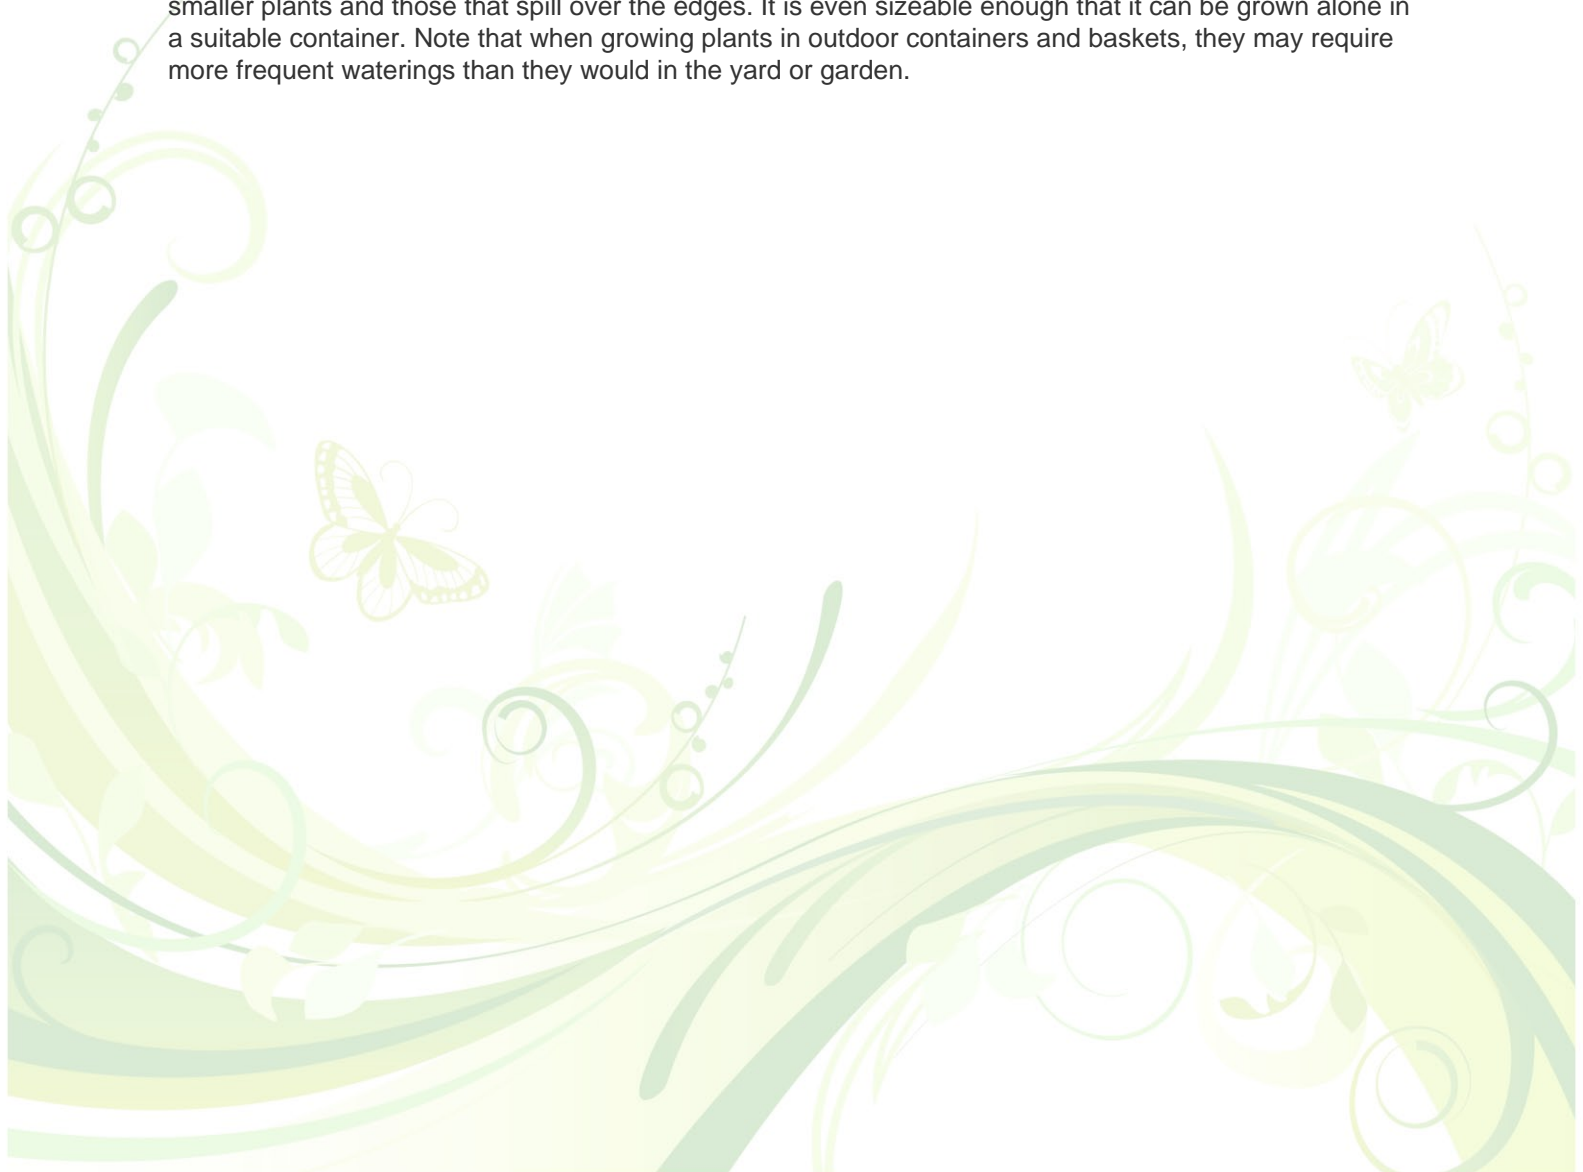 smaller plants and those that spill over the edges. It is even sizeable enough that it can be grown alone in
a suitable container. Note that when growing plants in outdoor containers and baskets, they may require
more frequent waterings than they would in the yard or garden.